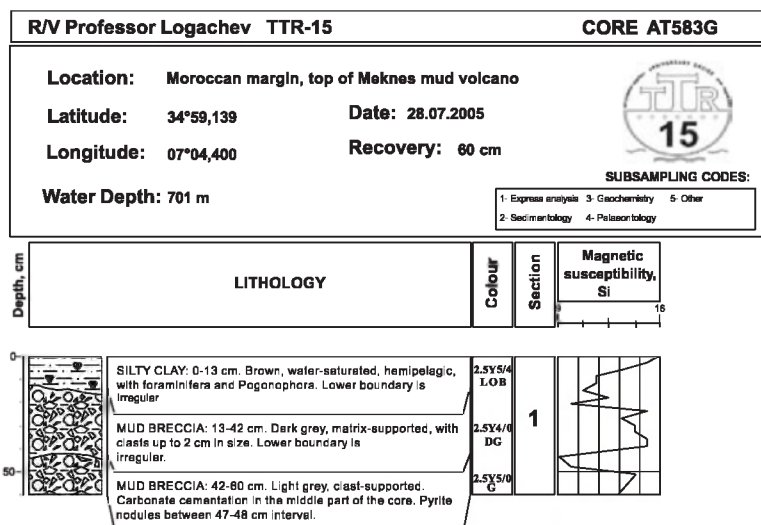 R/V Professor Logachev TTR-15 CORE AT583G
Location: Moroccan margin, top of Meknes mud volcano
Latitude: 34°59,139 Date: 28.07.2005
Longitude: 07°04,400 Recovery: 60 cm
Water Depth: 701 m
TTR
15
SUBSAMPLING CODES:
1- Express analysis 3- Geochemistry 5- Other
2- Sedimentology 4- Palaeontology
Depth, cm
LITHOLOGY
Colour
Section
Magnetic
susceptibility,
Si
16
0
SILTY CLAY: 0-13 cm. Brown, water-saturated, hemipelagic,
with foraminifera and Pogonophora. Lower boundary is
irregular
2.5Y5/4
LOB
MUD BRECCIA: 13-42 cm. Dark grey, matrix-supported, with
clasts up to 2 cm in size. Lower boundary is
irregular.
2.5Y4/0
DG
1
50
MUD BRECCIA: 42-60 cm. Light grey, clast-supported.
Carbonate cementation in the middle part of the core. Pyrite
nodules between 47-48 cm interval.
2.5Y5/0
G